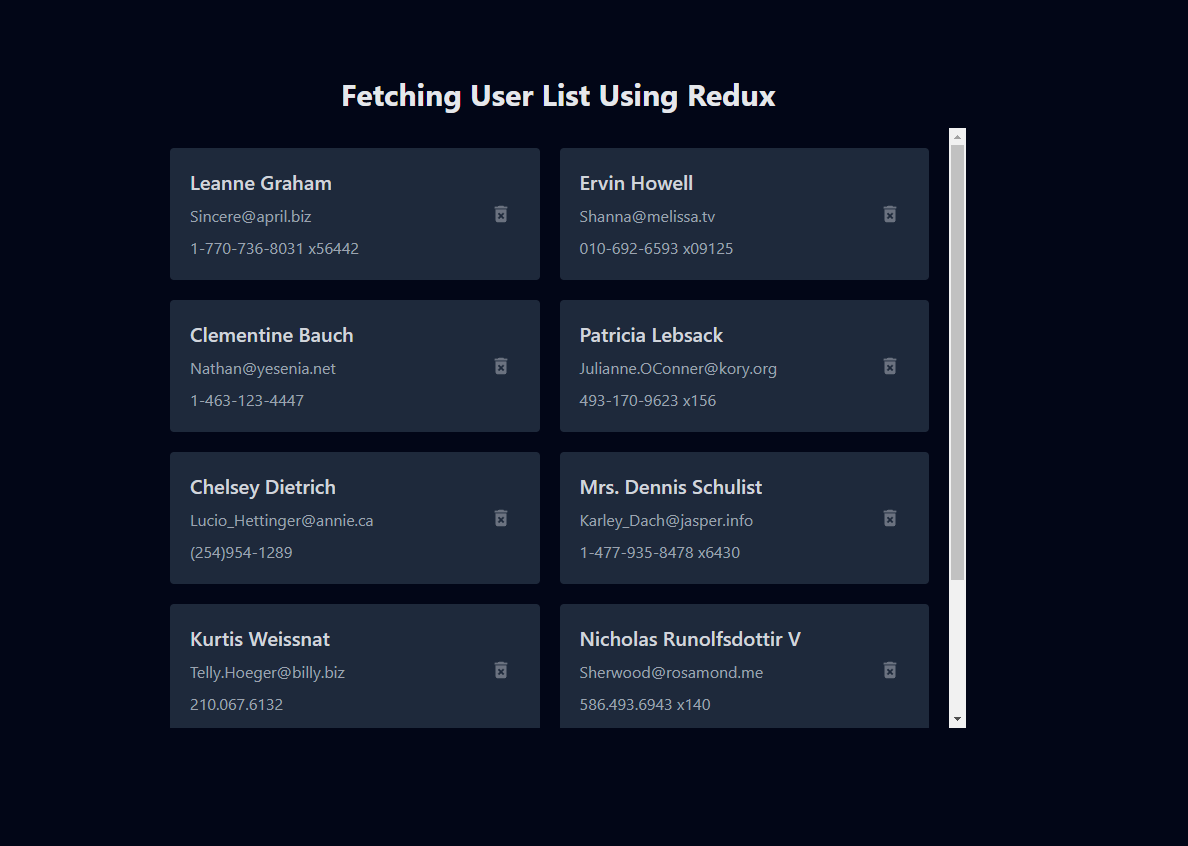 Fetching User List Using Redux
Leanne Graham
Sincere@april.biz
1-770-736-8031 x56442
Ervin Howell
Shanna@melissa.tv
010-692-6593 x09125
Clementine Bauch
Nathan@yesenia.net
1-463-123-4447
Patricia Lebsack
Julianne.OConner@kory.org
493-170-9623 x156
Chelsey Dietrich
Lucio_Hettinger@annie.ca
(254)954-1289
Mrs. Dennis Schulist
Karley_Dach@jasper.info
1-477-935-8478 x6430
Kurtis Weissnat
Telly.Hoeger@billy.biz
210.067.6132
Nicholas Runolfsdottir V
Sherwood@rosamond.me
586.493.6943 x140